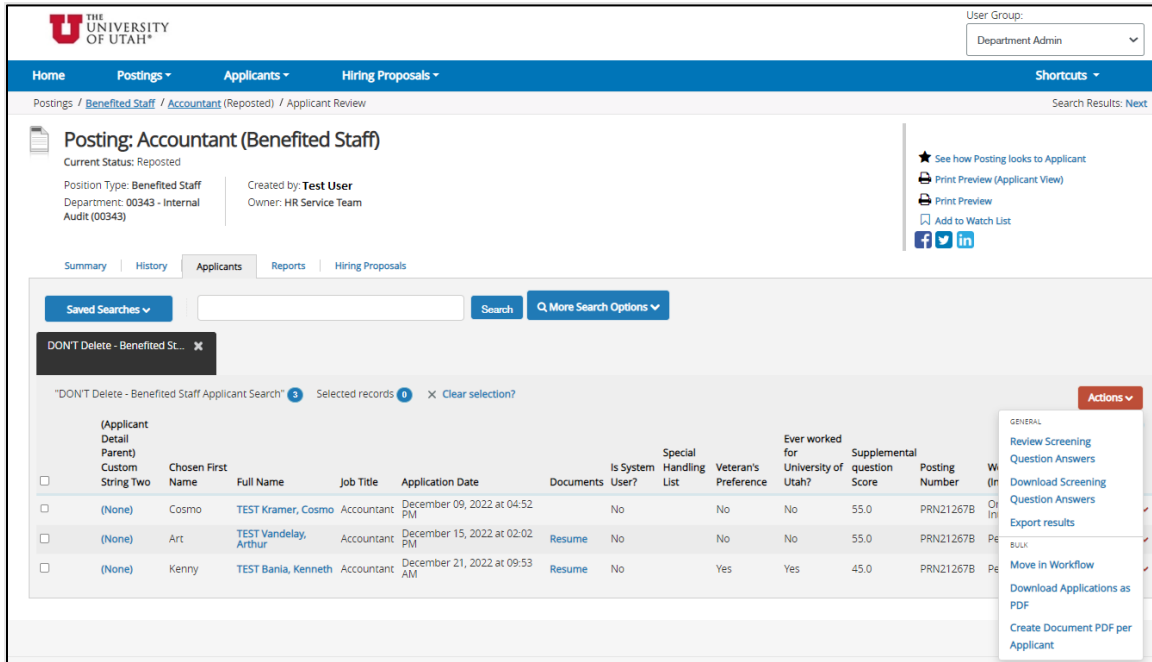 THE
UNIVERSITY
OF UTAH®
User Group:
Department Admin
Home Postings Applicants Hiring Proposals Shortcuts
Postings / Benefited Staff / Accountant (Reposted) / Applicant Review Search Results: Next
Posting: Accountant (Benefited Staff)
Current Status: Reposted
Position Type: Benefited Staff
Department: 00343 - Internal
Audit (00343)
Created by: Test User
Owner: HR Service Team
See how Posting looks to Applicant
Print Preview (Applicant View)
Print Preview
Add to Watch List
Summary History Applicants Reports Hiring Proposals
Saved Searches Search More Search Options
DON'T Delete - Benefited St...
"DON'T Delete - Benefited Staff Applicant Search" 3 Selected records 0 Clear selection?
Actions
(Applicant
Detail
Parent)
Custom
String Two
Chosen First
Name
Full Name
Job Title
Application Date
Documents
Is System
User?
Special
Handling
List
Veteran's
Preference
Ever worked
for
University of
Utah?
Supplemental
question
Score
Posting
Number
(None) Cosmo TEST Kramer, Cosmo Accountant December 09, 2022 at 04:52 PM No No No 55.0 PRN21267B
(None) Art TEST Vandelay, Arthur Accountant December 15, 2022 at 02:02 PM Resume No No No 55.0 PRN21267B
(None) Kenny TEST Bania, Kenneth Accountant December 21, 2022 at 09:53 AM Resume No Yes Yes 45.0 PRN21267B
GENERAL
Review Screening
Question Answers
Download Screening
Question Answers
Export results
BULK
Move in Workflow
Download Applications as
PDF
Create Document PDF per
Applicant